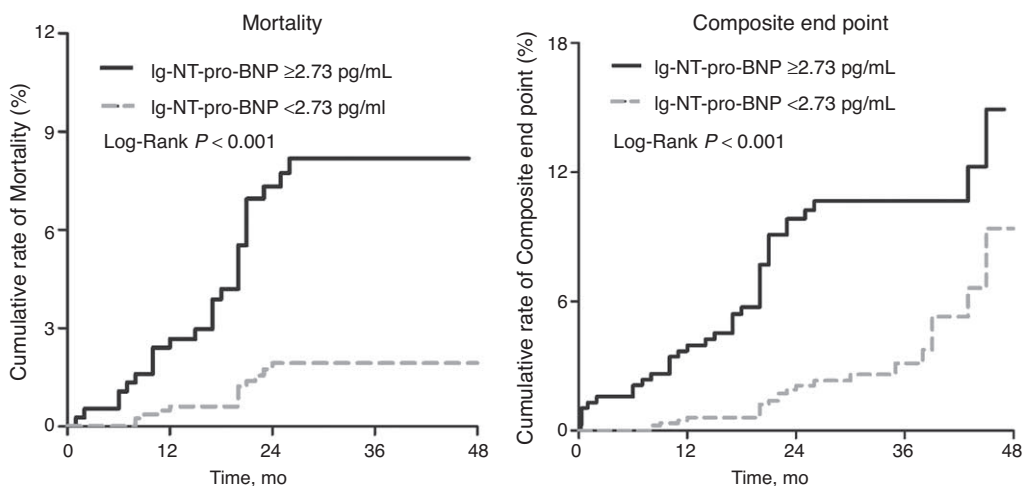 Mortality
Cumulative rate of Mortality (%)
12
9
6
3
0
lg-NT-pro-BNP ≥2.73 pg/mL
lg-NT-pro-BNP <2.73 pg/ml
Log-Rank P < 0.001
0 12 24 36 48
Time, mo
Composite end point
Cumulative rate of Composite end point (%)
18
12
6
0
lg-NT-pro-BNP ≥2.73 pg/mL
lg-NT-pro-BNP <2.73 pg/mL
Log-Rank P < 0.001
0 12 24 36 48
Time, mo